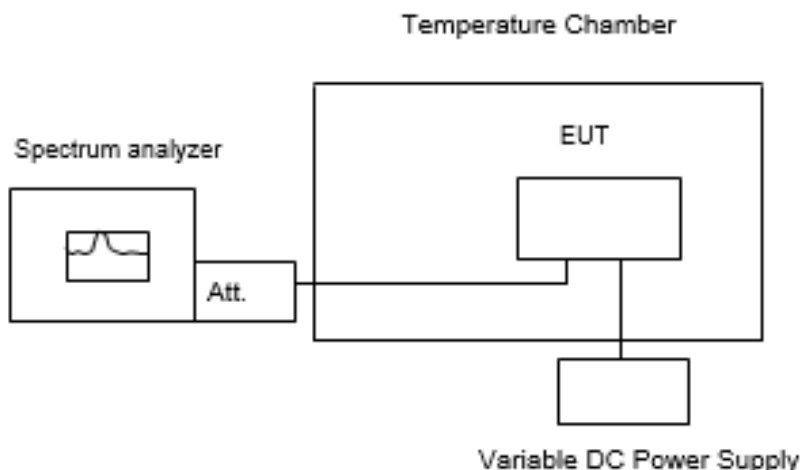 Temperature Chamber
EUT
Spectrum analyzer
Att.
Variable DC Power Supply